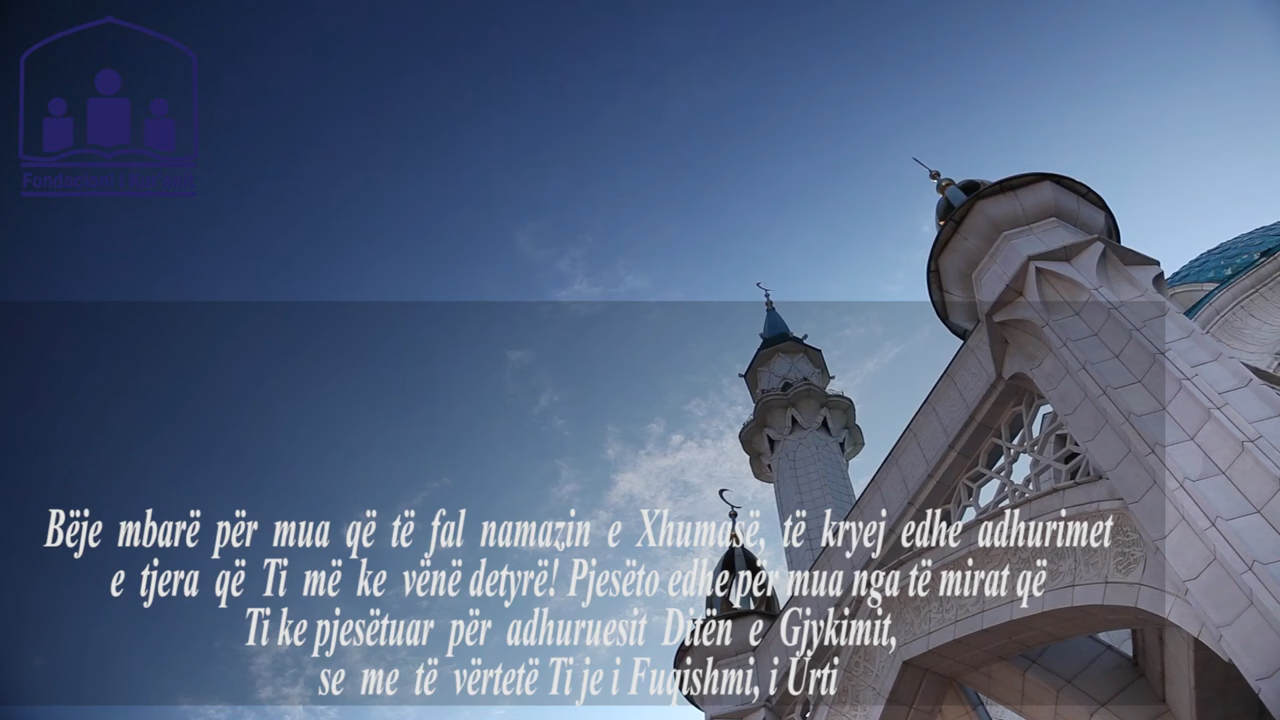 Bëje mbarë për mua që të fal namazin e Xhumasë, të kryej edhe adhurimet
e tjera që Ti më ke vënë detyrë! Pjesëto edhe për mua nga të mirat që
Ti ke pjesëtuar për adhuruesit Ditën e Gjykimit,
se me të vërtetë Ti je i Fuqishmi, i Urti